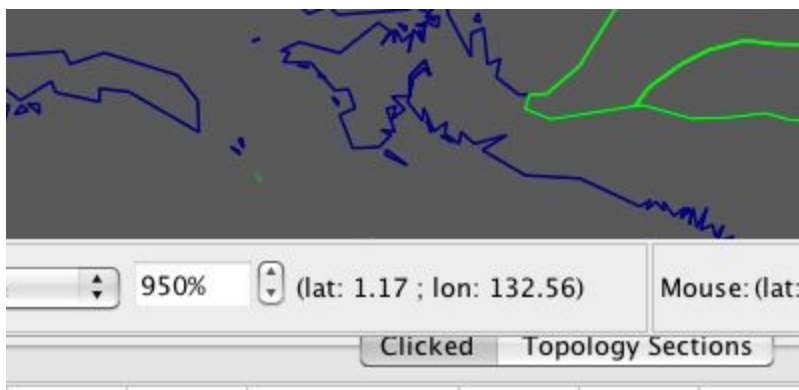 950% (lat: 1.17 ; lon: 132.56) Mouse: (lat:
Clicked Topology Sections